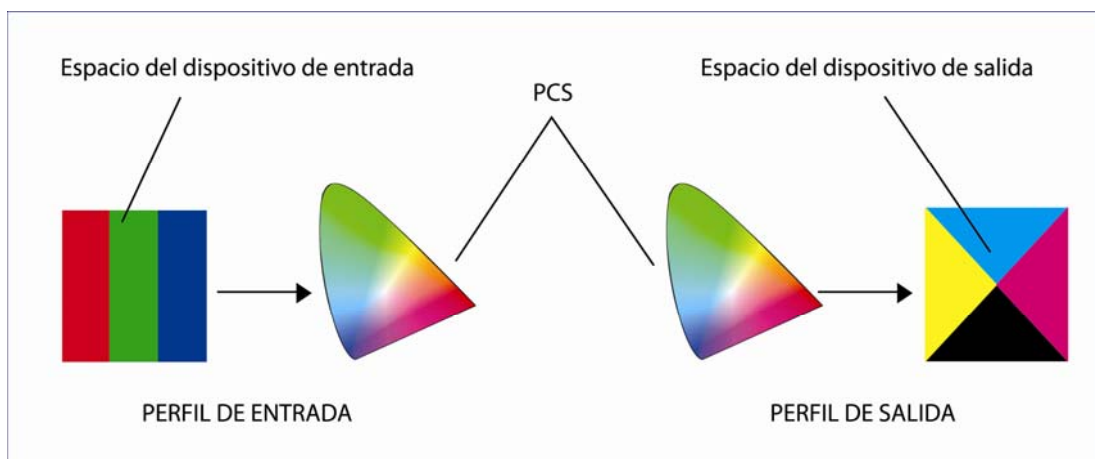 Espacio del dispositivo de entrada
Espacio del dispositivo de salida
PCS
PERFIL DE ENTRADA
PERFIL DE SALIDA